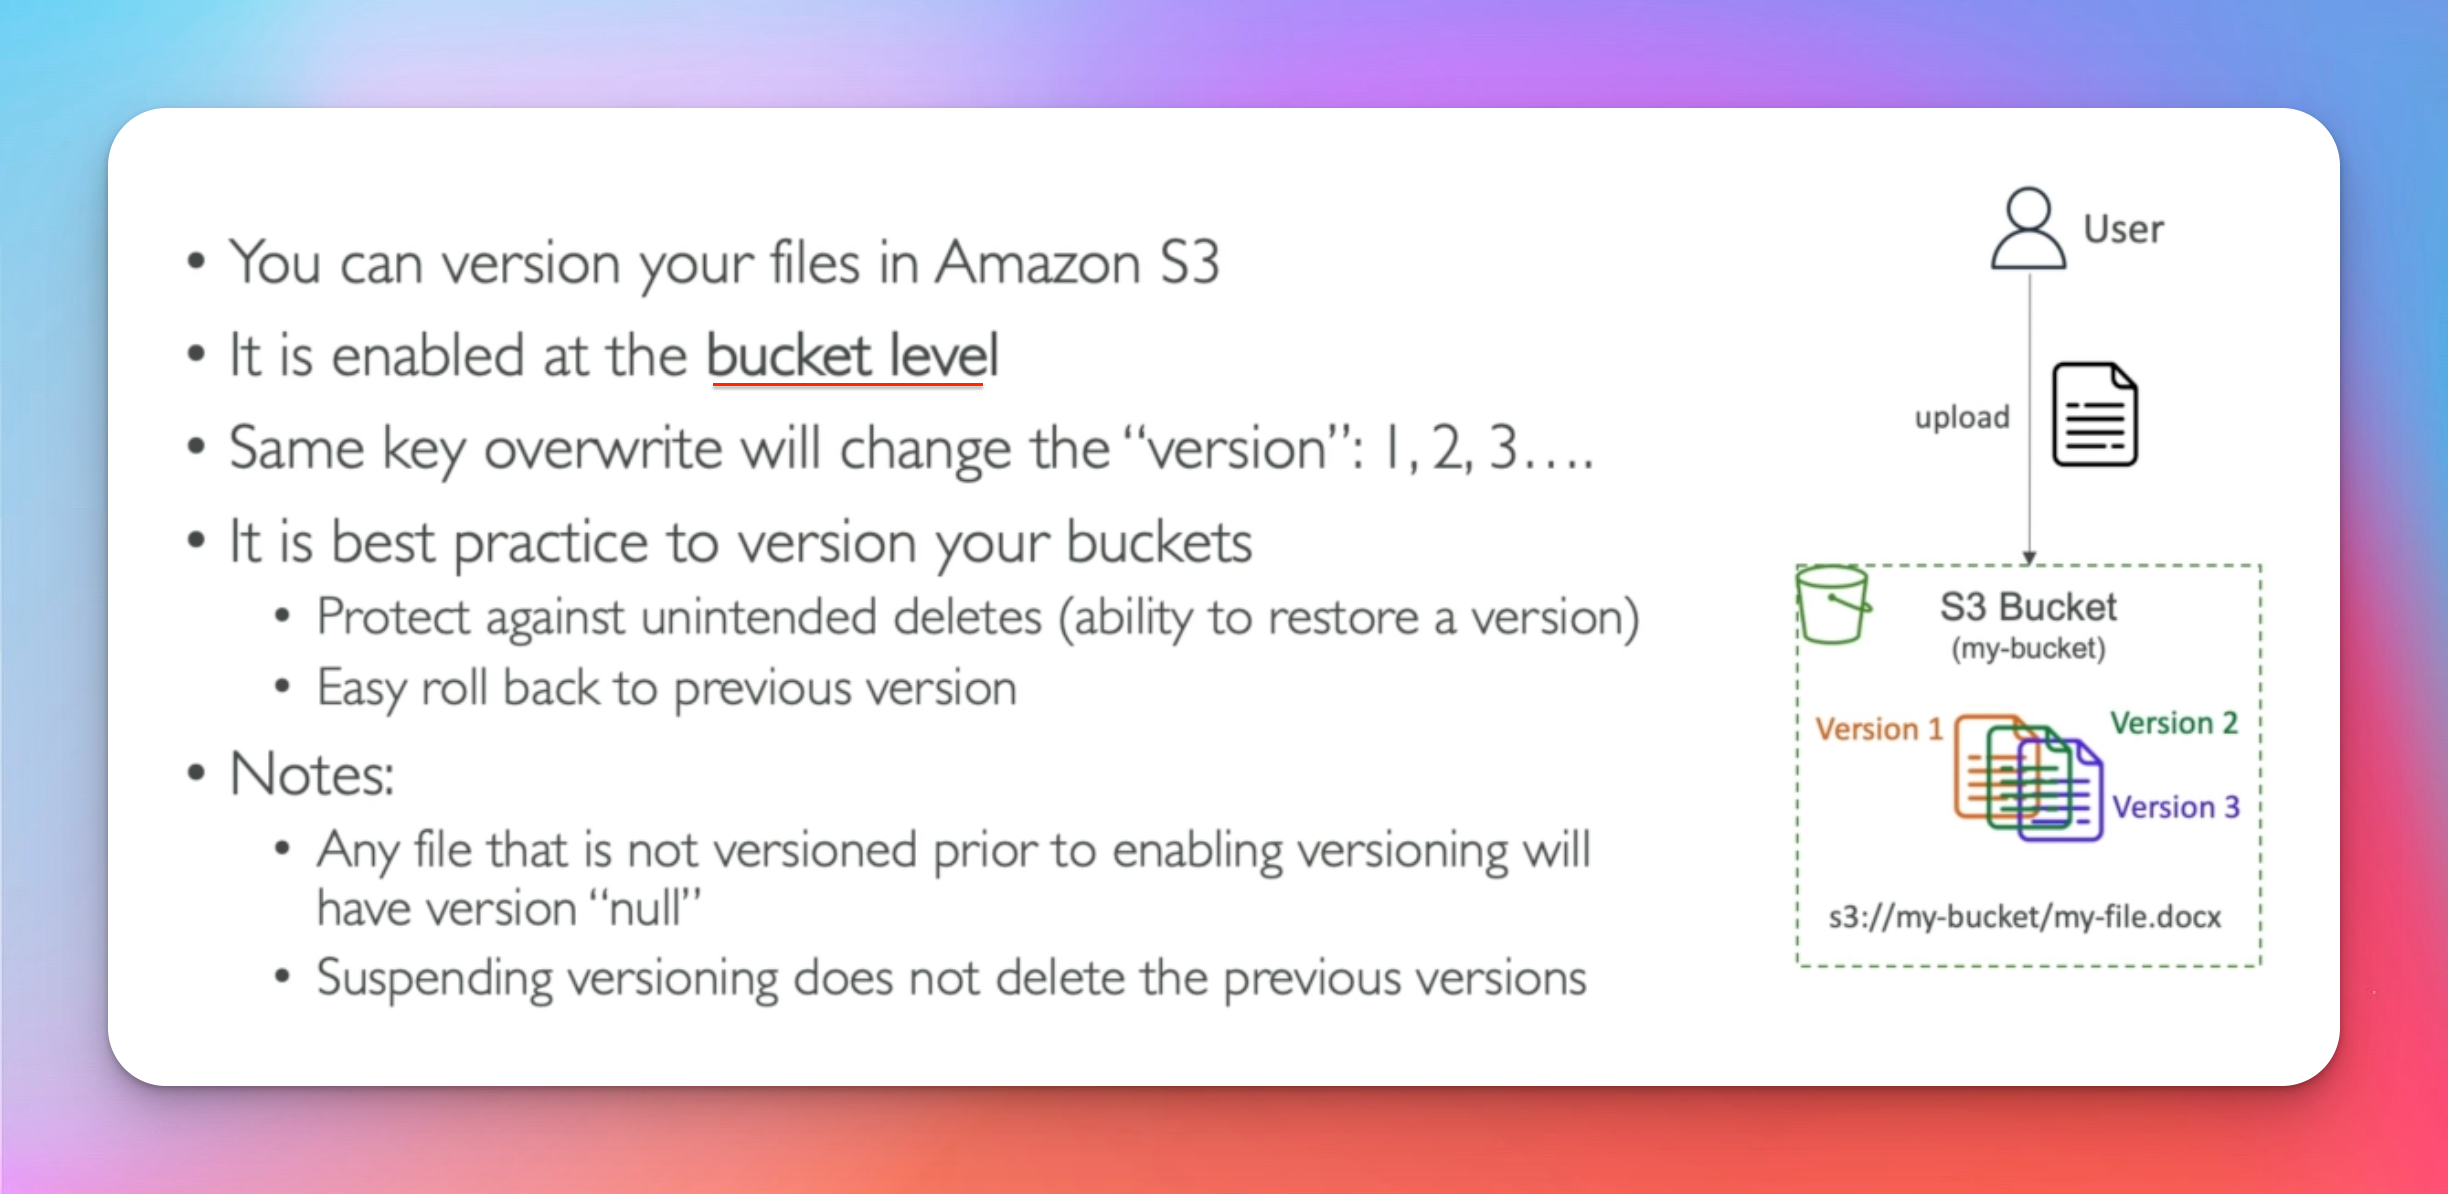 • You can version your files in Amazon S3
• It is enabled at the bucket level
• Same key overwrite will change the “version”: 1, 2, 3….
• It is best practice to version your buckets
• Protect against unintended deletes (ability to restore a version)
• Easy roll back to previous version
• Notes:
• Any file that is not versioned prior to enabling versioning will
have version “null”
• Suspending versioning does not delete the previous versions
User
upload
S3 Bucket
(my-bucket)
Version 1
Version 2
Version 3
s3://my-bucket/my-file.docx